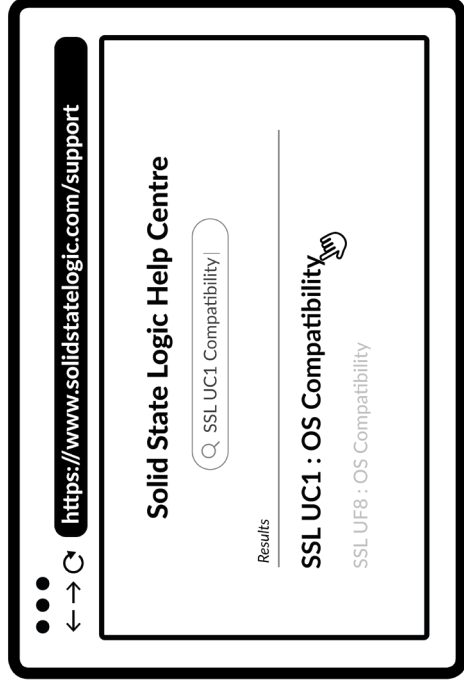 https://www.solidstatelogic.com/support
Solid State Logic Help Centre
SSL UC1 Compatibility
Results
SSL UC1 : OS Compatibility
SSL UF8 : OS Compatibility